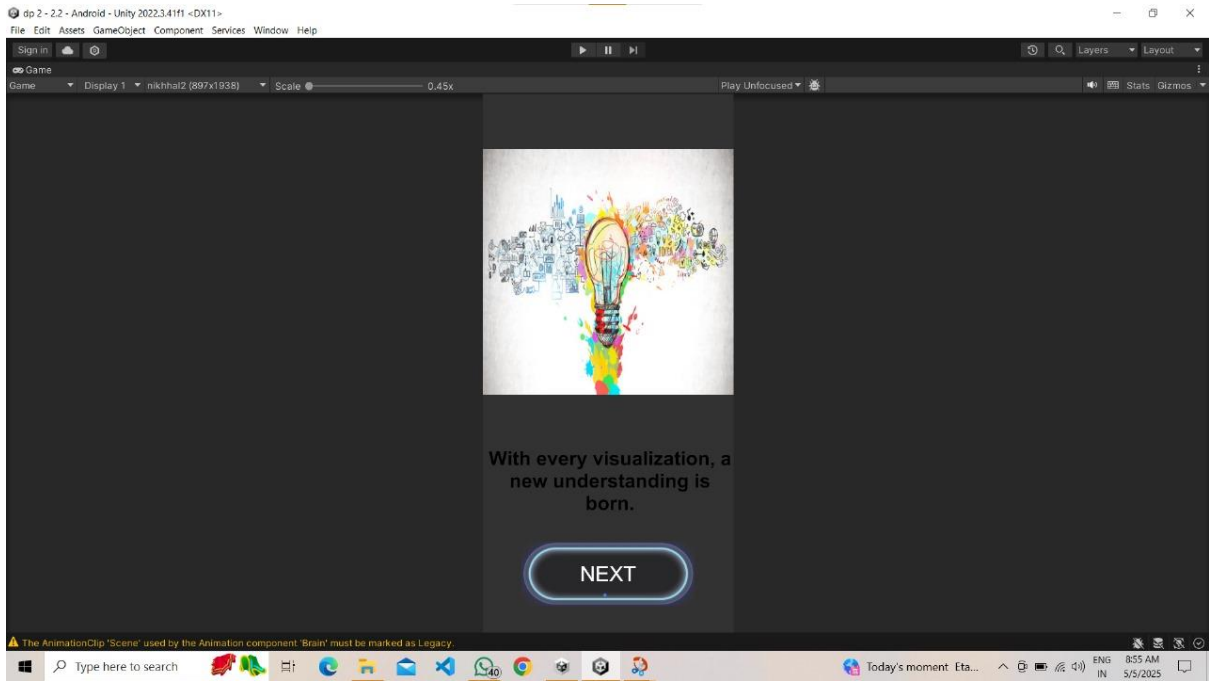 dp 2 - 2.2 - Android - Unity 2022.3.41f1 <DX11>
File Edit Assets GameObject Component Services Window Help
Sign in Layers Layout
Game
Game Display 1 nikhhal2 (897x1938) Scale 0.45x Play Unfocused Stats Gizmos
With every visualization, a
new understanding is
born.
NEXT
The AnimationClip 'Scene' used by the Animation component 'Brain' must be marked as Legacy.
Type here to search 40 Today's moment Eta... ENG 8:55 AM
IN 5/5/2025